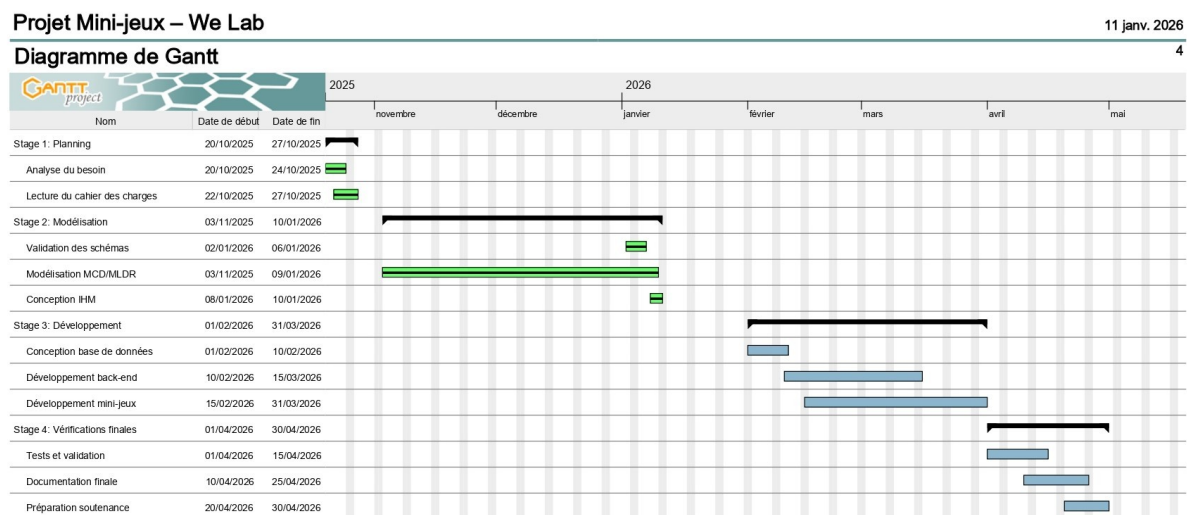 Projet Mini-jeux – We Lab
11 janv. 2026
Diagramme de Gantt
4
GANTT project
2025 2026
Nom Date de début Date de fin
novembre décembre janvier février mars avril mai
Stage 1: Planning 20/10/2025 27/10/2025
Analyse du besoin 20/10/2025 24/10/2025
Lecture du cahier des charges 22/10/2025 27/10/2025
Stage 2: Modélisation 03/11/2025 10/01/2026
Validation des schémas 02/01/2026 06/01/2026
Modélisation MCD/MLDR 03/11/2025 09/01/2026
Conception IHM 08/01/2026 10/01/2026
Stage 3: Développement 01/02/2026 31/03/2026
Conception base de données 01/02/2026 10/02/2026
Développement back-end 10/02/2026 15/03/2026
Développement mini-jeux 15/02/2026 31/03/2026
Stage 4: Vérifications finales 01/04/2026 30/04/2026
Tests et validation 01/04/2026 15/04/2026
Documentation finale 10/04/2026 25/04/2026
Préparation soutenance 20/04/2026 30/04/2026